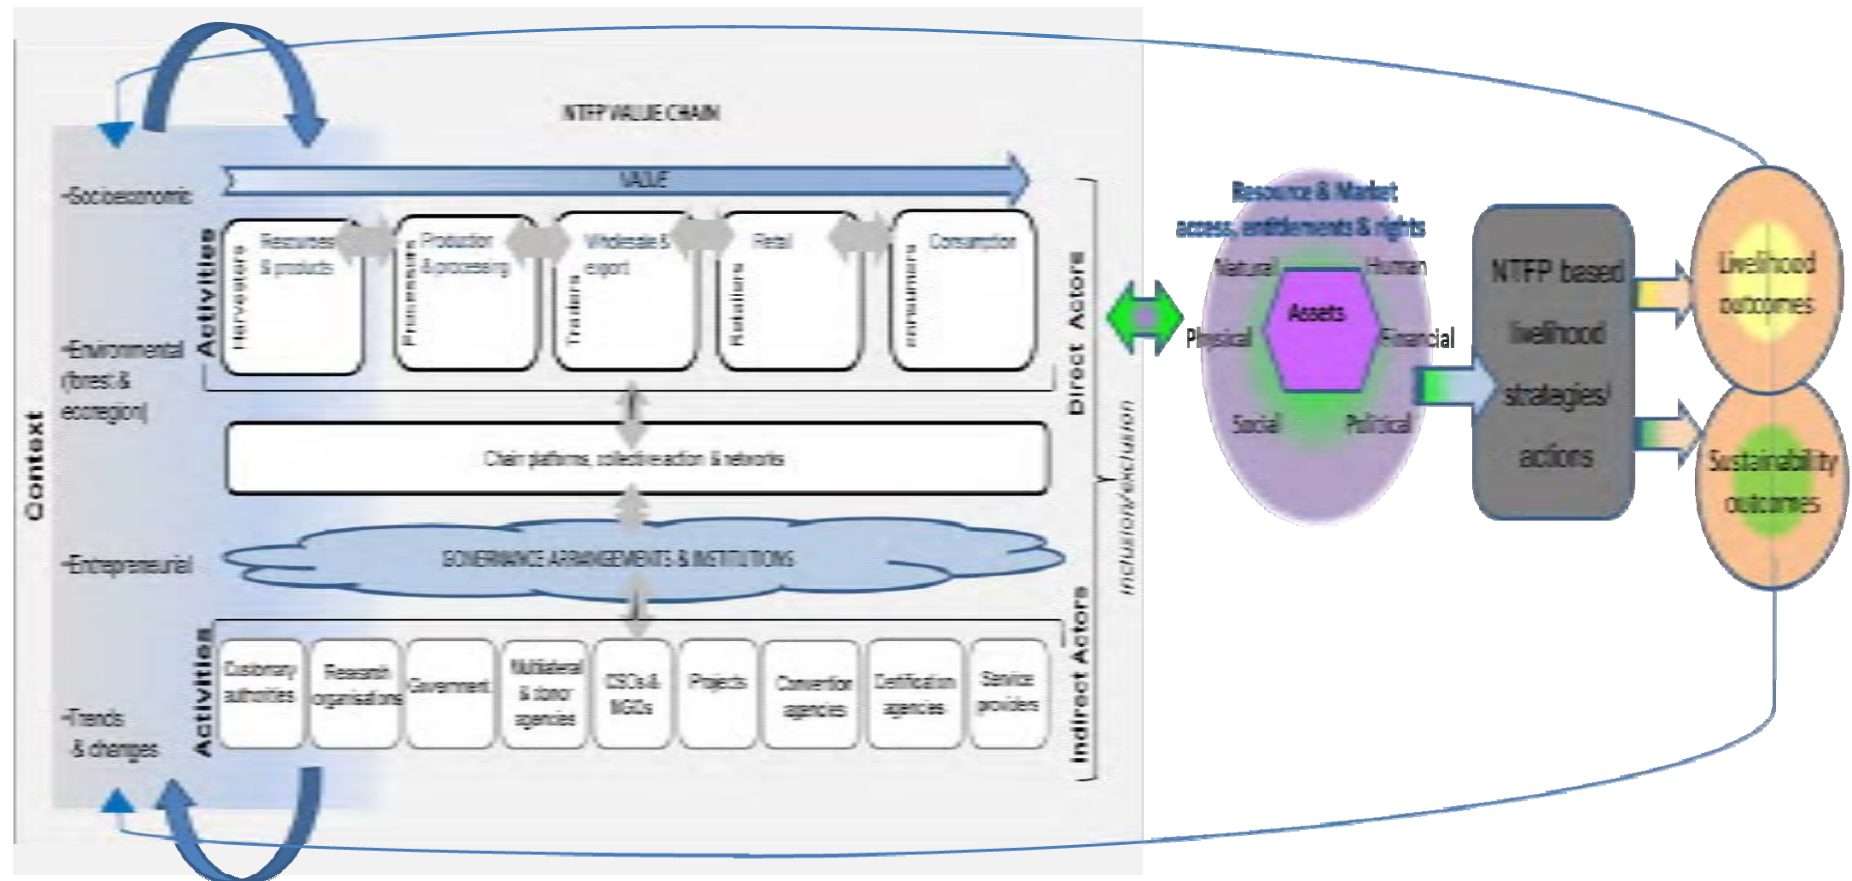 NTFP VALUE CHAIN
VALUE
Context
•Socioeconomic
•Environmental
(forest &
ecoregion)
•Entrepreneurial
•Trends
& changes
Activities
Harvesters
Resources
& products
Processors
Production
& processing
Traders
Wholesale &
export
Retailers
Retail
Consumers
Consumption
Direct Actors
Chain platforms, collective action & networks
GOVERNANCE ARRANGEMENTS & INSTITUTIONS
Activities
Customary
authorities
Research
organisations
Government
Multilateral
& donor
agencies
CSOs &
NGOs
Projects
Convention
agencies
Certification
agencies
Service
providers
Indirect Actors
inclusion/exclusion
Resource & Market
access, entitlements & rights
Natural
Human
Assets
Physical
Financial
Social
Political
NTFP based
livelihood
strategies/
actions
Livelihood
outcomes
Sustainability
outcomes